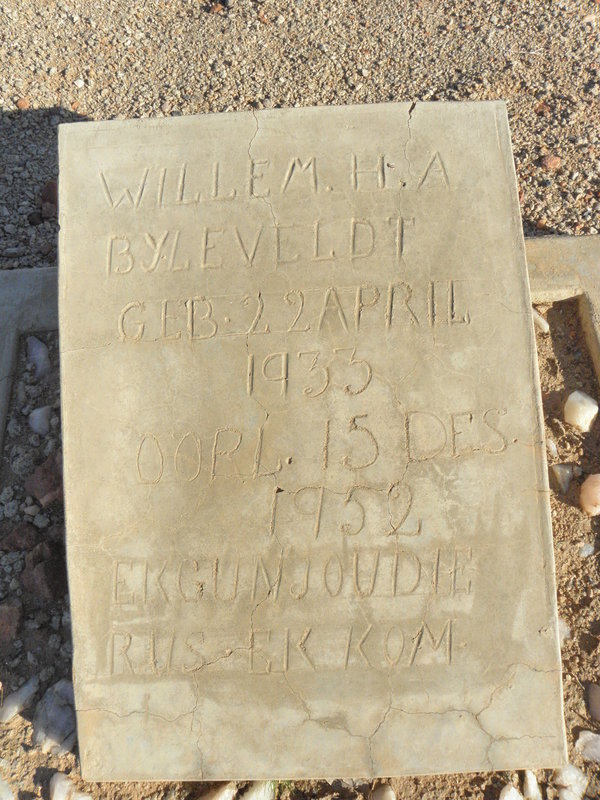 WILLEM. H. A
BYLEVELDT
GEB. 22 APRIL
1933
OORL. 15 DES.
1952
EK GUN JOU DIE
RUS. EK KOM.